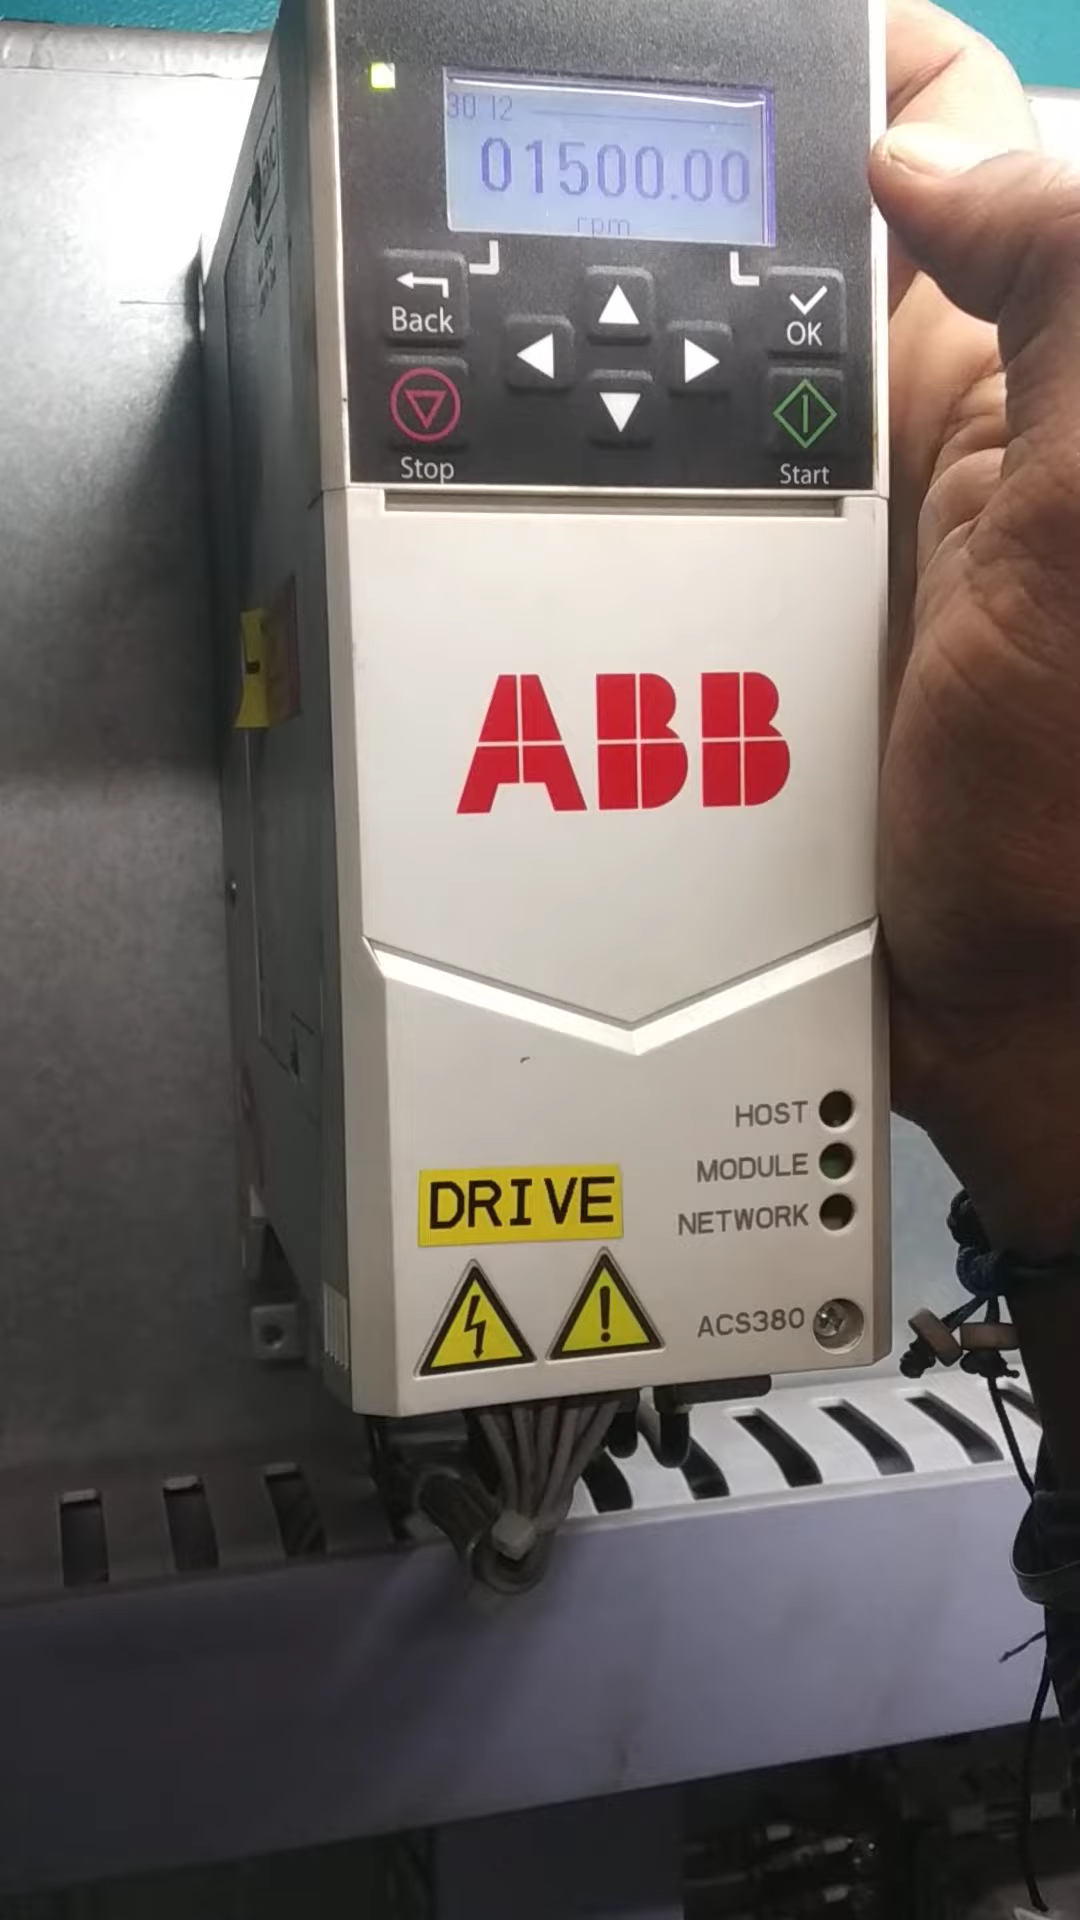 30 12
01500.00
rpm
Back
OK
Stop
Start
ABB
HOST
MODULE
NETWORK
DRIVE
ACS380